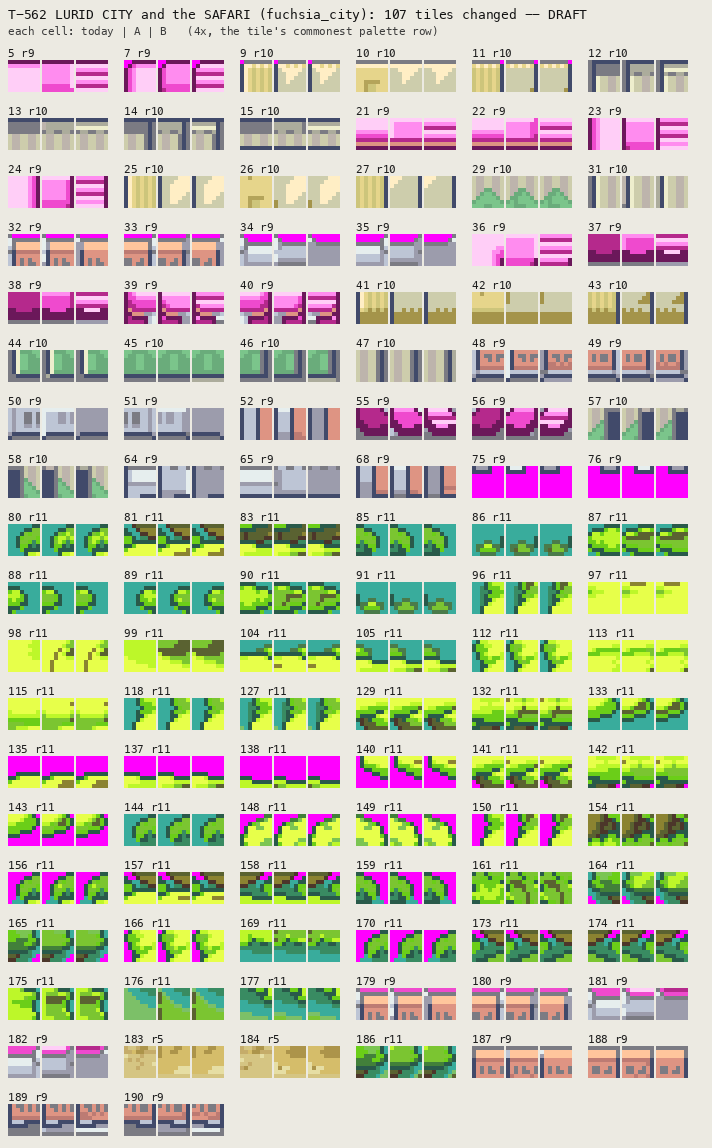 T−562 LURID CITY and the SAFARI (fuchsia_city): 107 tiles changed —— DRAFT
each cell: today | A | B   (4x, the tile's commonest palette row)
5 r9 7 r9 9 r10 10 r10 11 r10 12 r10
13 r10 14 r10 15 r10 21 r9 22 r9 23 r9
24 r9 25 r10 26 r10 27 r10 29 r10 31 r10
32 r9 33 r9 34 r9 35 r9 36 r9 37 r9
38 r9 39 r9 40 r9 41 r10 42 r10 43 r10
44 r10 45 r10 46 r10 47 r10 48 r9 49 r9
50 r9 51 r9 52 r9 55 r9 56 r9 57 r10
58 r10 64 r9 65 r9 68 r9 75 r9 76 r9
80 r11 81 r11 83 r11 85 r11 86 r11 87 r11
88 r11 89 r11 90 r11 91 r11 96 r11 97 r11
98 r11 99 r11 104 r11 105 r11 112 r11 113 r11
115 r11 118 r11 127 r11 129 r11 132 r11 133 r11
135 r11 137 r11 138 r11 140 r11 141 r11 142 r11
143 r11 144 r11 148 r11 149 r11 150 r11 154 r11
156 r11 157 r11 158 r11 159 r11 161 r11 164 r11
165 r11 166 r11 169 r11 170 r11 173 r11 174 r11
175 r11 176 r11 177 r11 179 r9 180 r9 181 r9
182 r9 183 r5 184 r5 186 r11 187 r9 188 r9
189 r9 190 r9